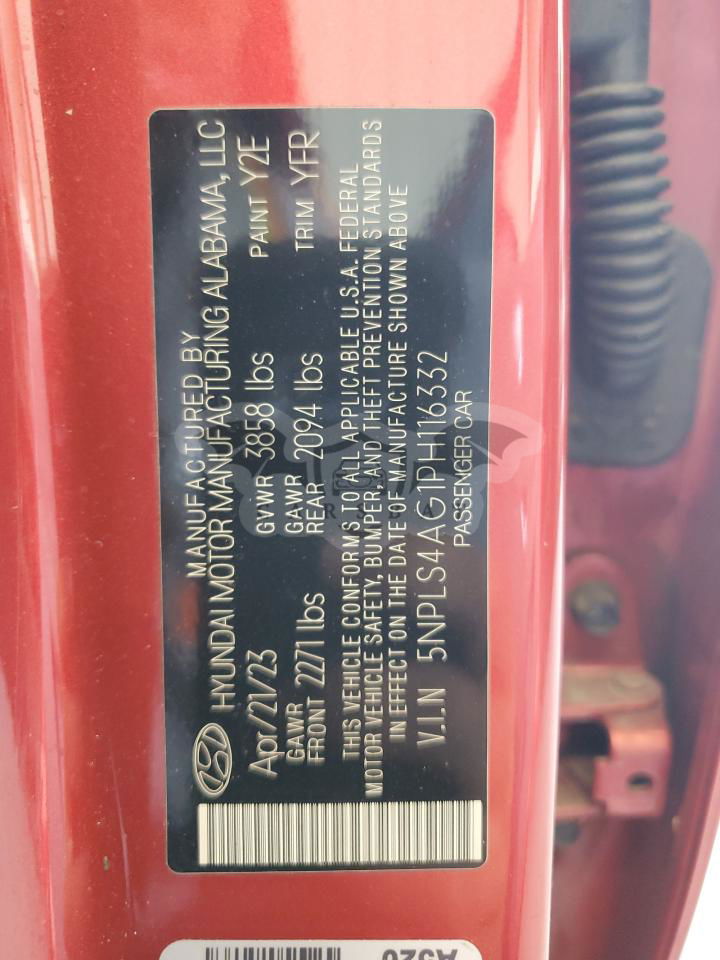 MANUFACTURED BY
HYUNDAI MOTOR MANUFACTURING ALABAMA, LLC
Apr/21/23 GVWR 3858 lbs PAINT Y2E
GAWR GAWR
FRONT 2271 lbs REAR 2094 lbs TRIM YFR
THIS VEHICLE CONFORMS TO ALL APPLICABLE U.S.A. FEDERAL
MOTOR VEHICLE SAFETY, BUMPER, AND THEFT PREVENTION STANDARDS
IN EFFECT ON THE DATE OF MANUFACTURE SHOWN ABOVE
V.I.N 5NPLS4AG1PH116332
PASSENGER CAR